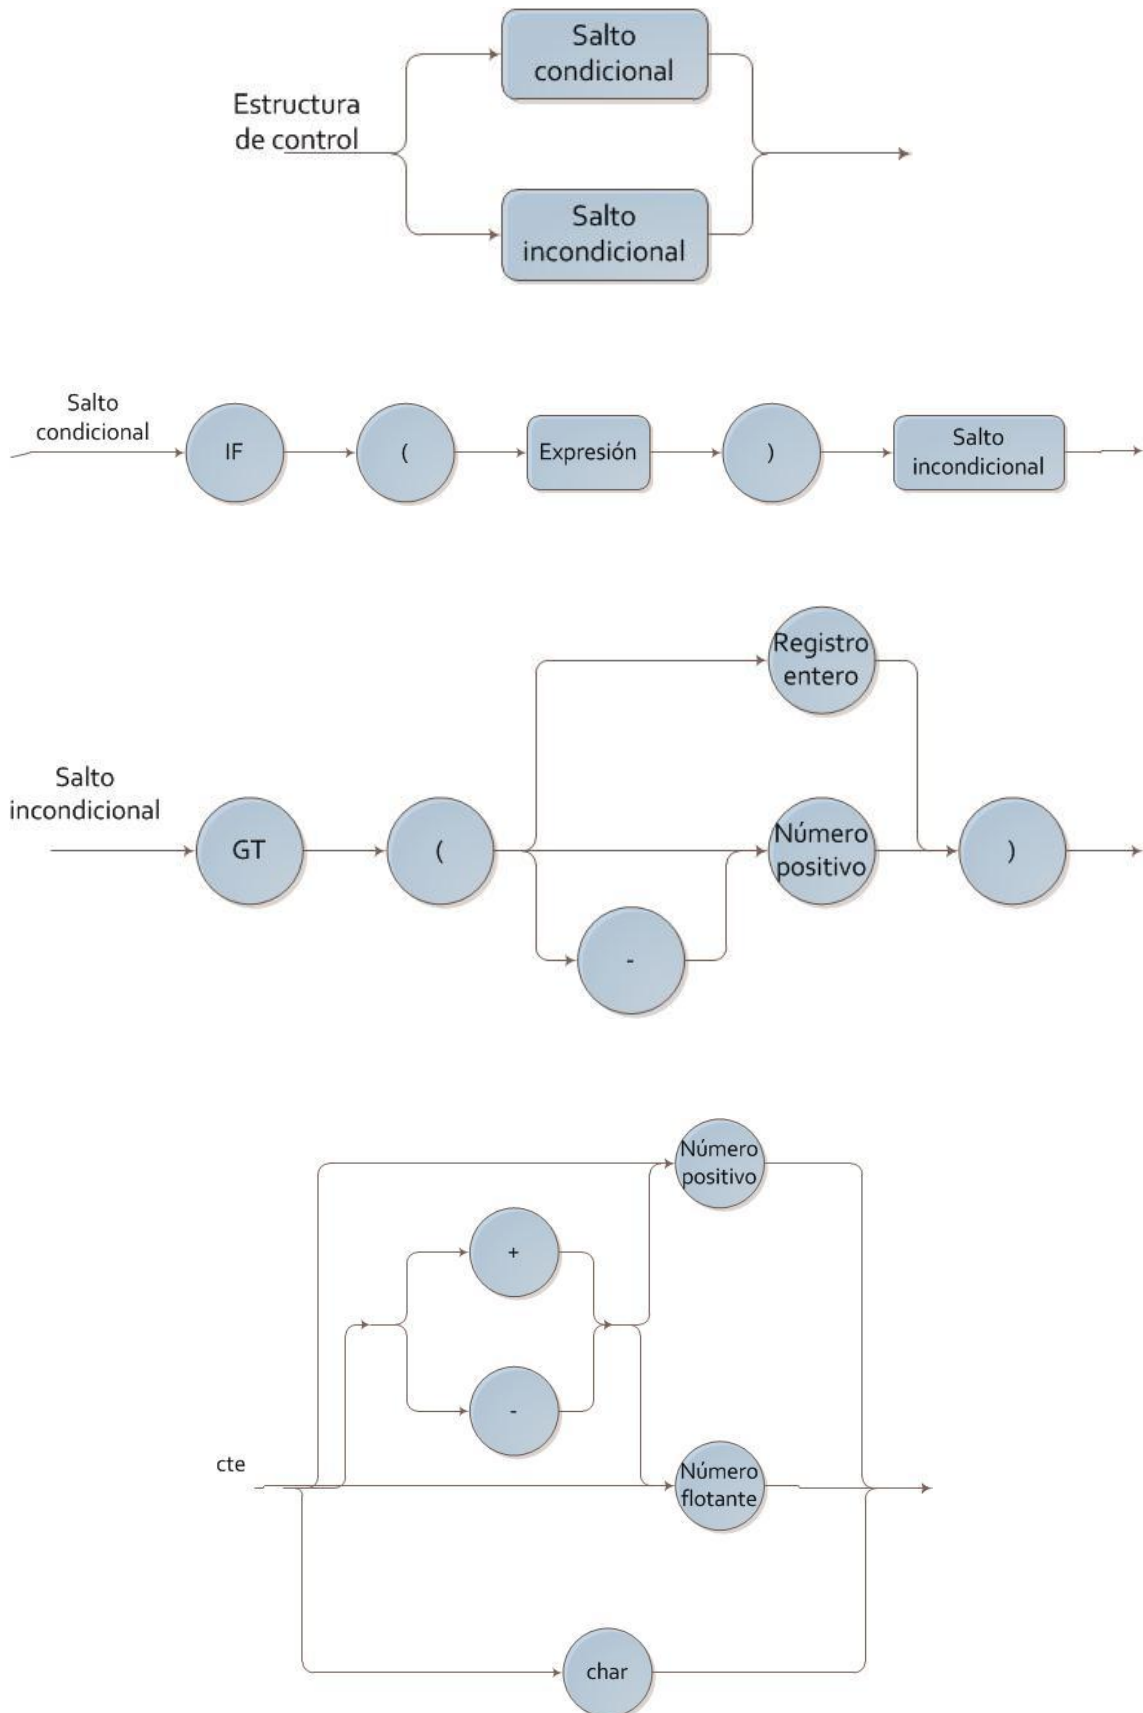 Salto
condicional
Estructura
de control
Salto
incondicional
Salto
condicional
IF
(
Expresión
)
Salto
incondicional
Registro
entero
Salto
incondicional
GT
(
Número
positivo
)
-
Número
positivo
+
-
cte
Número
flotante
char